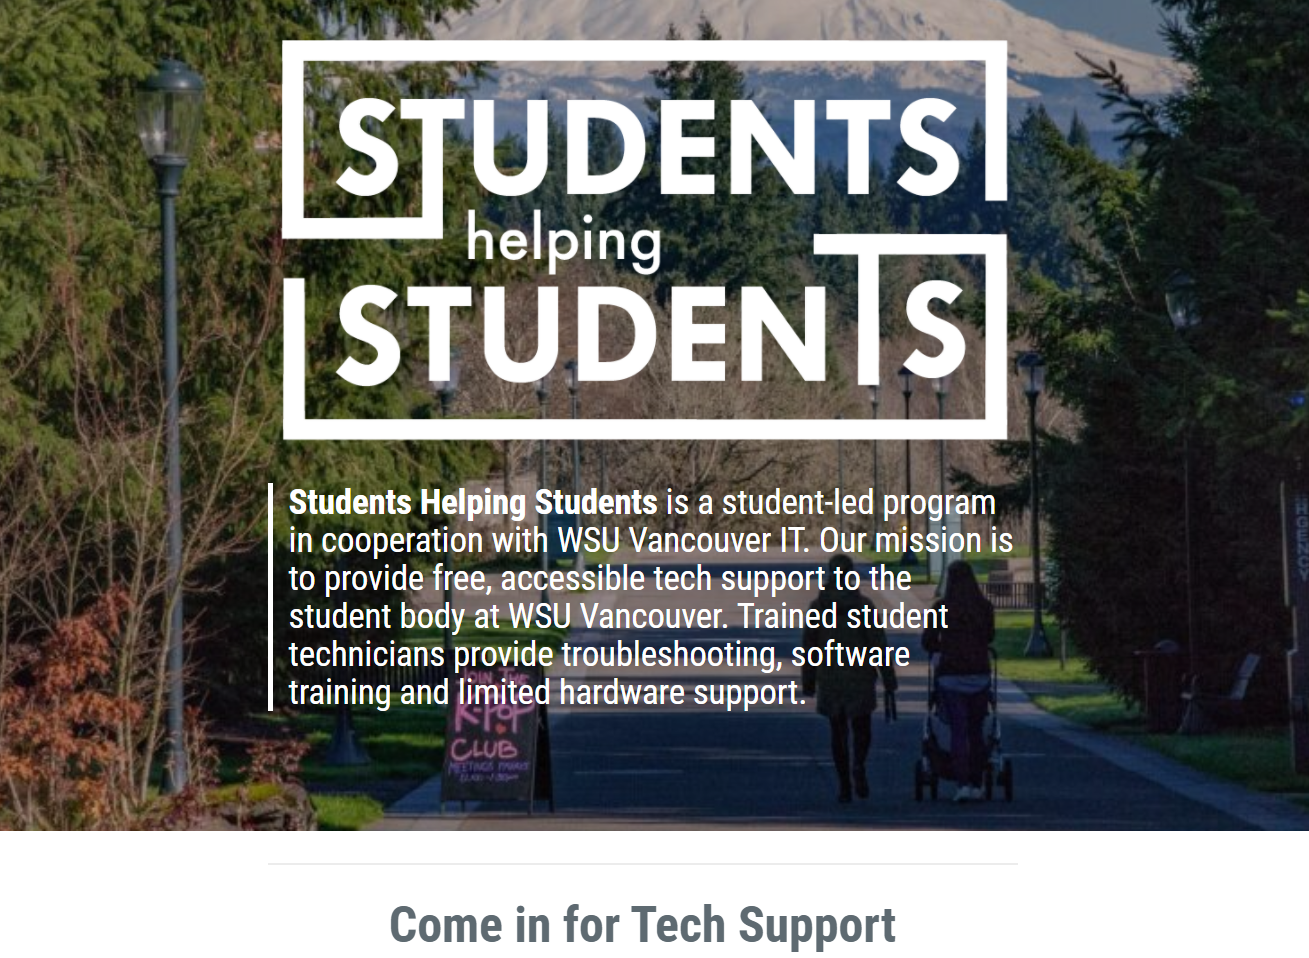 STUDENTS
helping
STUDENTS
Students Helping Students is a student-led program
in cooperation with WSU Vancouver IT. Our mission is
to provide free, accessible tech support to the
student body at WSU Vancouver. Trained student
technicians provide troubleshooting, software
training and limited hardware support.
JOIN THE
KPOP
CLUB
Come in for Tech Support